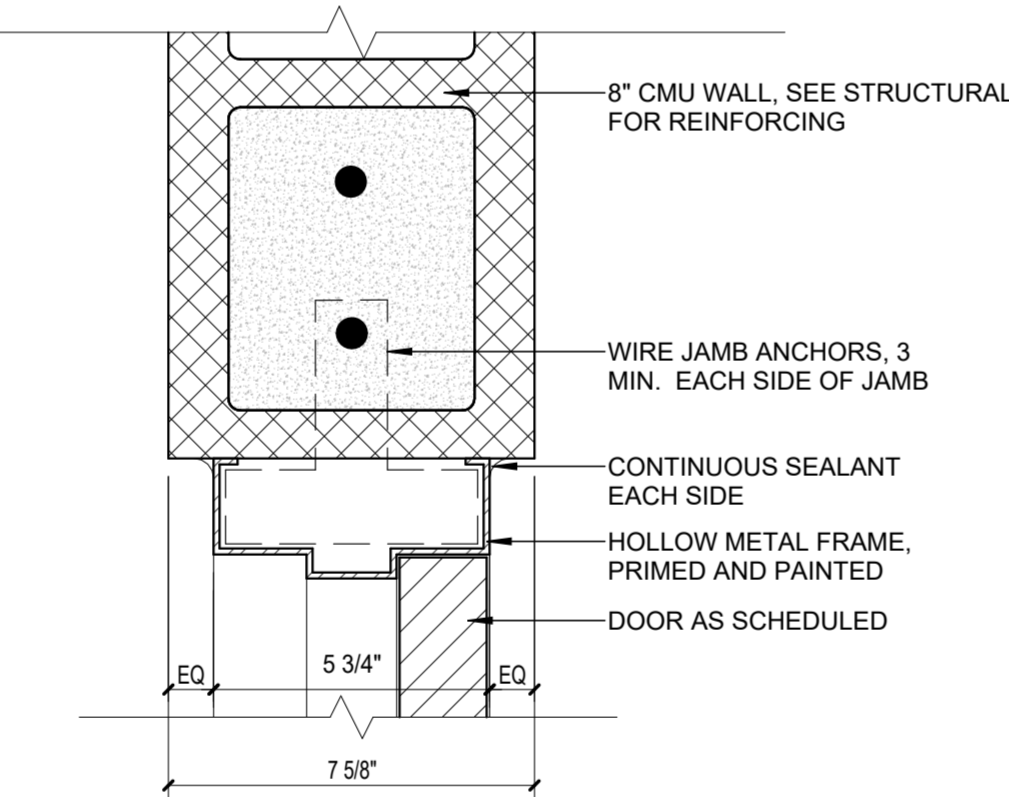 8" CMU WALL, SEE STRUCTURAL
FOR REINFORCING
WIRE JAMB ANCHORS, 3
MIN. EACH SIDE OF JAMB
CONTINUOUS SEALANT
EACH SIDE
HOLLOW METAL FRAME,
PRIMED AND PAINTED
DOOR AS SCHEDULED
EQ
5 3/4"
EQ
7 5/8"